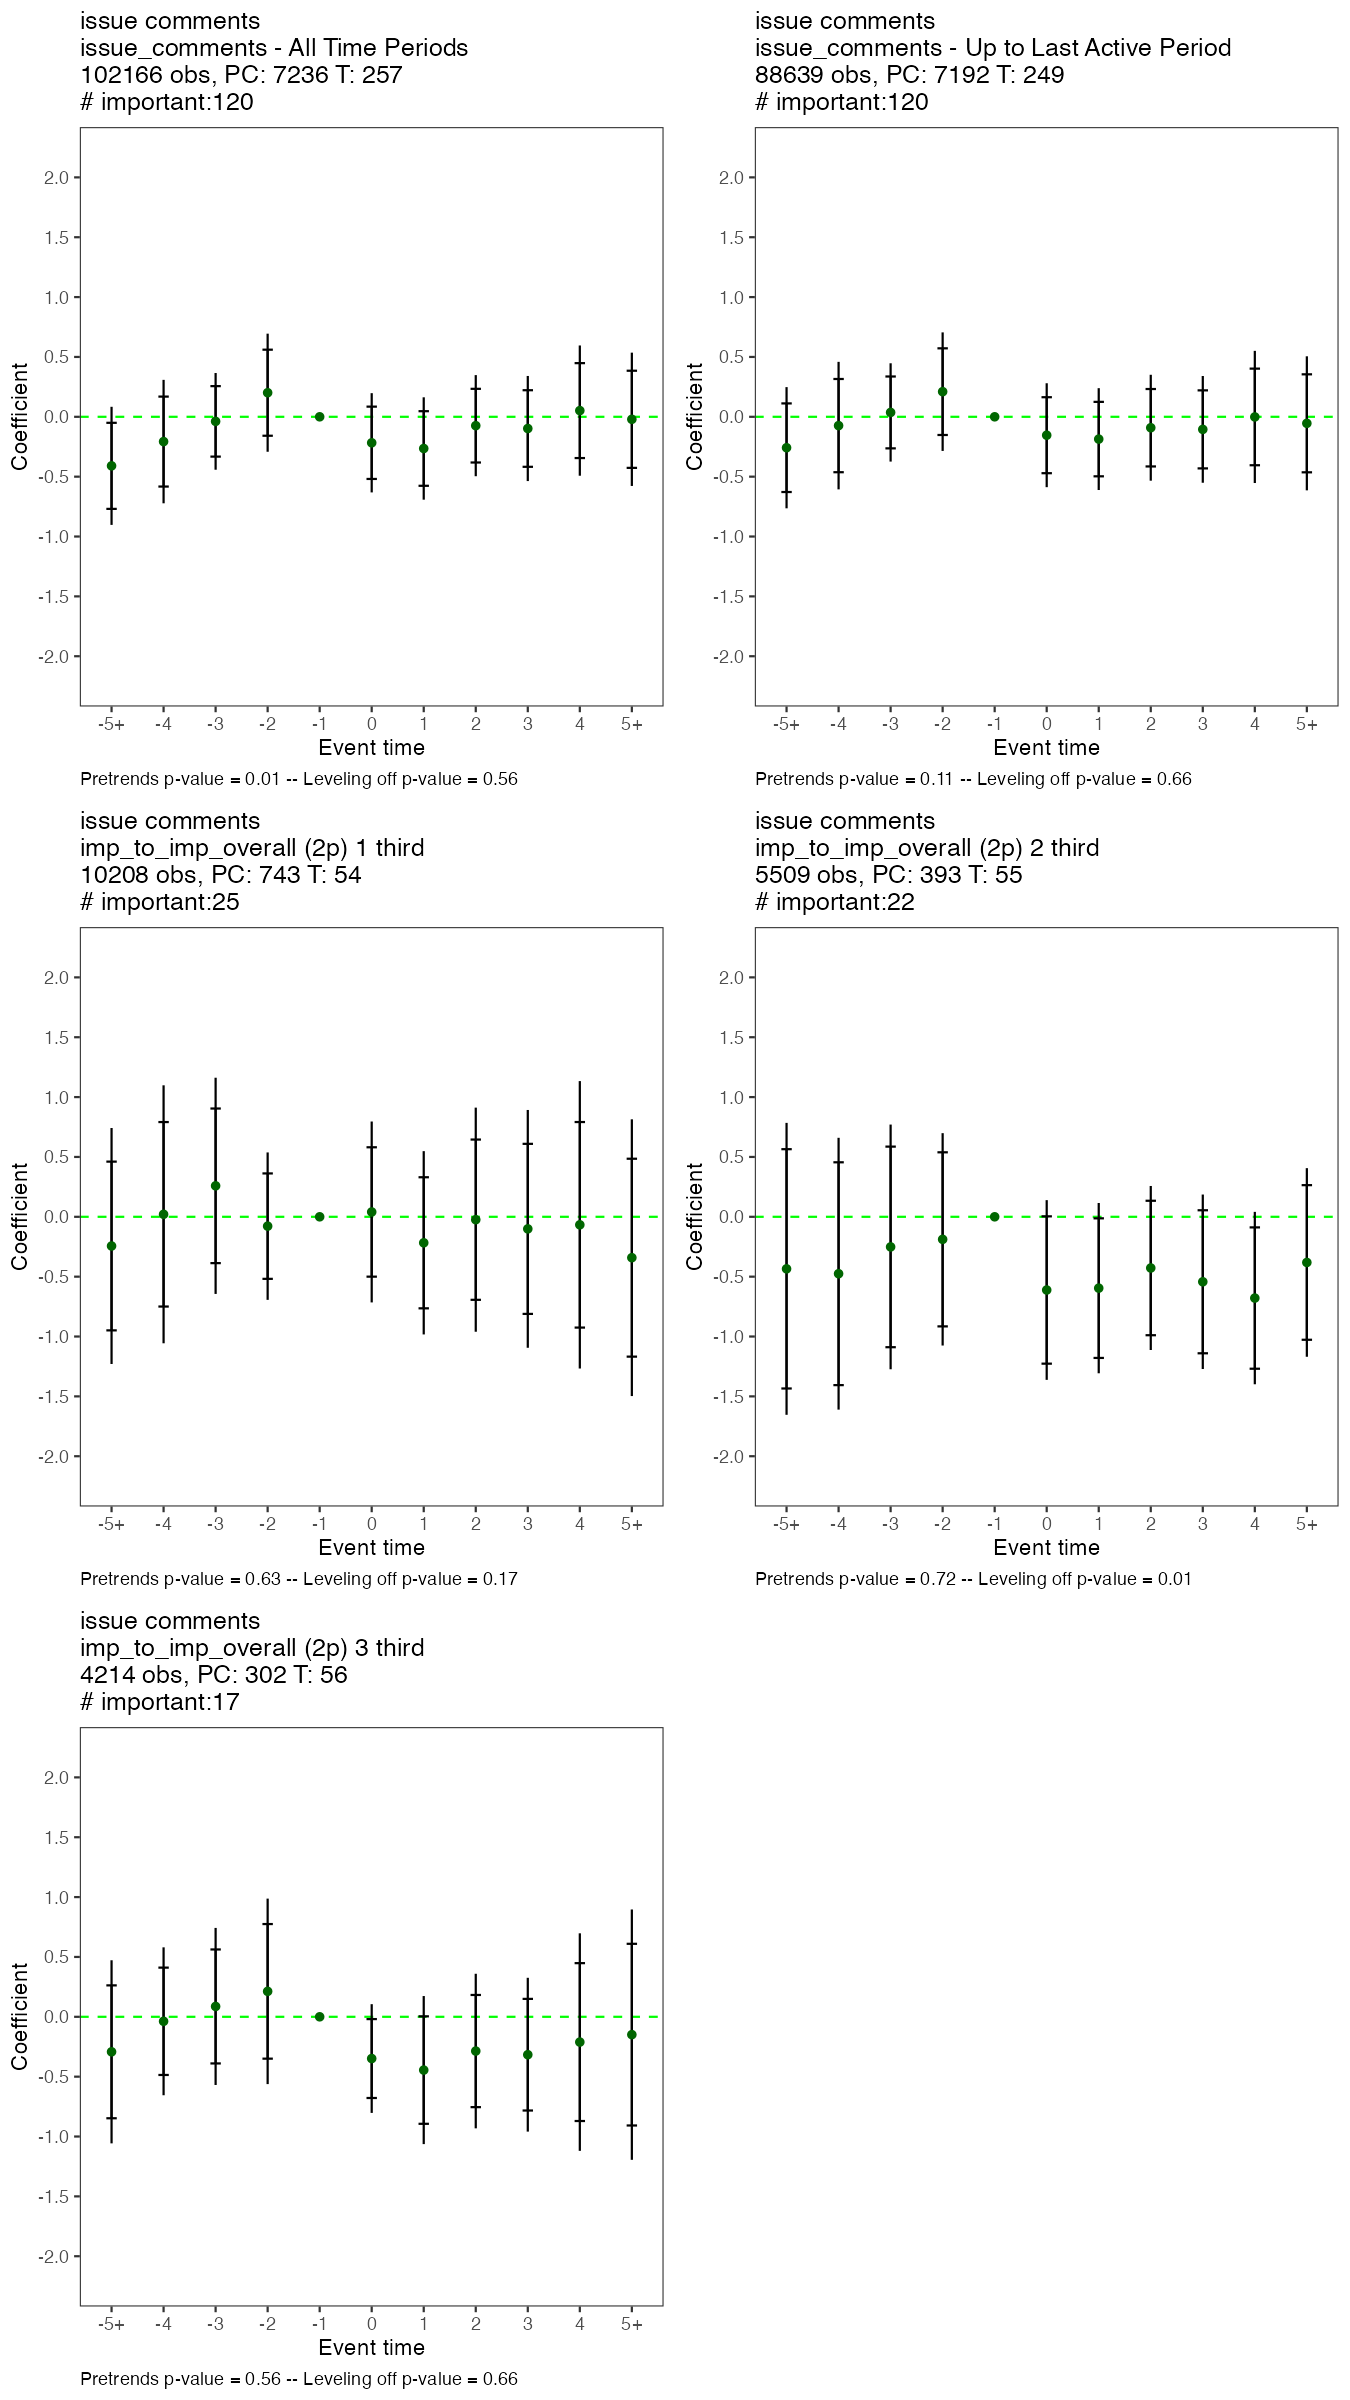 issue comments
issue_comments - All Time Periods
102166 obs, PC: 7236 T: 257
# important:120
2.0
1.5
1.0
0.5
0.0
-0.5
-1.0
-1.5
-2.0
Coefficient
-5+ -4 -3 -2 -1 0 1 2 3 4 5+
Event time
Pretrends p-value = 0.01 -- Leveling off p-value = 0.56
issue comments
issue_comments - Up to Last Active Period
88639 obs, PC: 7192 T: 249
# important:120
2.0
1.5
1.0
0.5
0.0
-0.5
-1.0
-1.5
-2.0
Coefficient
-5+ -4 -3 -2 -1 0 1 2 3 4 5+
Event time
Pretrends p-value = 0.11 -- Leveling off p-value = 0.66
issue comments
imp_to_imp_overall (2p) 1 third
10208 obs, PC: 743 T: 54
# important:25
2.0
1.5
1.0
0.5
0.0
-0.5
-1.0
-1.5
-2.0
Coefficient
-5+ -4 -3 -2 -1 0 1 2 3 4 5+
Event time
Pretrends p-value = 0.63 -- Leveling off p-value = 0.17
issue comments
imp_to_imp_overall (2p) 2 third
5509 obs, PC: 393 T: 55
# important:22
2.0
1.5
1.0
0.5
0.0
-0.5
-1.0
-1.5
-2.0
Coefficient
-5+ -4 -3 -2 -1 0 1 2 3 4 5+
Event time
Pretrends p-value = 0.72 -- Leveling off p-value = 0.01
issue comments
imp_to_imp_overall (2p) 3 third
4214 obs, PC: 302 T: 56
# important:17
2.0
1.5
1.0
0.5
0.0
-0.5
-1.0
-1.5
-2.0
Coefficient
-5+ -4 -3 -2 -1 0 1 2 3 4 5+
Event time
Pretrends p-value = 0.56 -- Leveling off p-value = 0.66